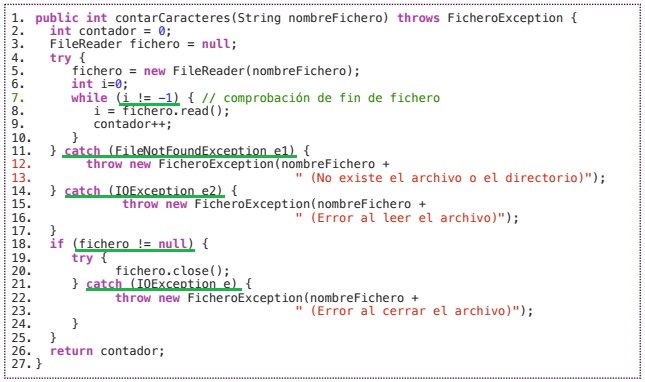 1. public int contarCaracteres(String nombreFichero) throws FicheroException {
2. int contador = 0;
3. FileReader fichero = null;
4. try {
5. fichero = new FileReader(nombreFichero);
6. int i=0;
7. while (i != -1) { // comprobación de fin de fichero
8. i = fichero.read();
9. contador++;
10. }
11. } catch (FileNotFoundException e1) {
12. throw new FicheroException(nombreFichero +
13. " (No existe el archivo o el directorio)");
14. } catch (IOException e2) {
15. throw new FicheroException(nombreFichero +
16. " (Error al leer el archivo)");
17. }
18. if (fichero != null) {
19. try {
20. fichero.close();
21. } catch (IOException e) {
22. throw new FicheroException(nombreFichero +
23. " (Error al cerrar el archivo)");
24. }
25. }
26. return contador;
27. }